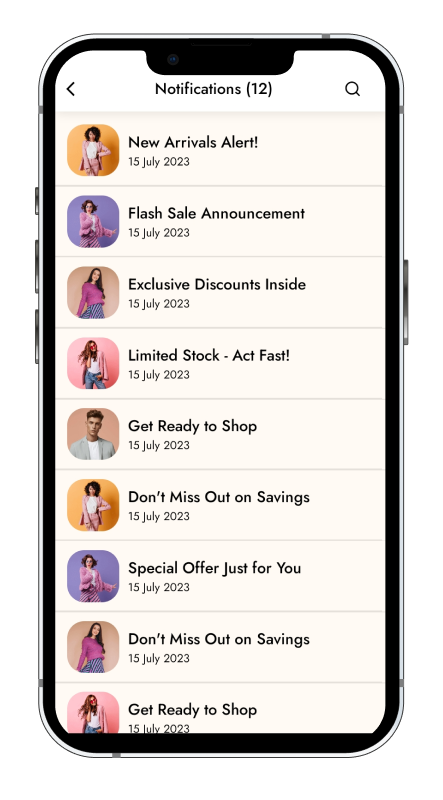 Notifications (12)
New Arrivals Alert!
15 July 2023
Flash Sale Announcement
15 July 2023
Exclusive Discounts Inside
15 July 2023
Limited Stock - Act Fast!
15 July 2023
Get Ready to Shop
15 July 2023
Don't Miss Out on Savings
15 July 2023
Special Offer Just for You
15 July 2023
Don't Miss Out on Savings
15 July 2023
Get Ready to Shop
15 July 2023